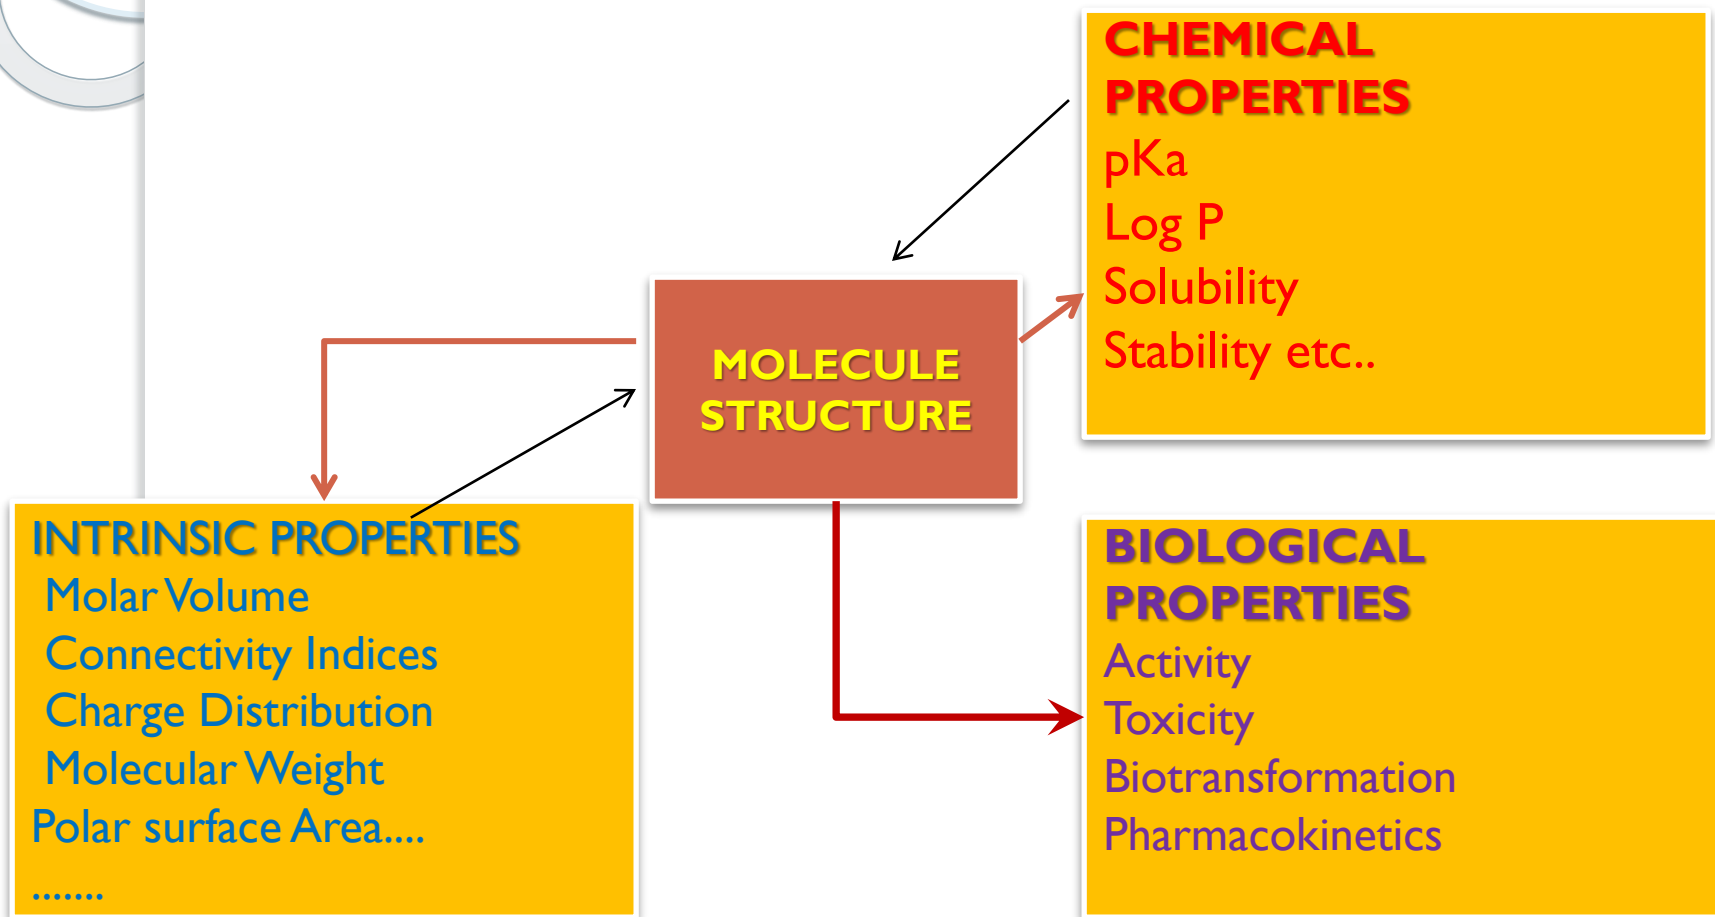 CHEMICAL
PROPERTIES
pKa
Log P
Solubility
Stability etc..
MOLECULE
STRUCTURE
INTRINSIC PROPERTIES
Molar Volume
Connectivity Indices
Charge Distribution
Molecular Weight
Polar surface Area....
.......
BIOLOGICAL
PROPERTIES
Activity
Toxicity
Biotransformation
Pharmacokinetics